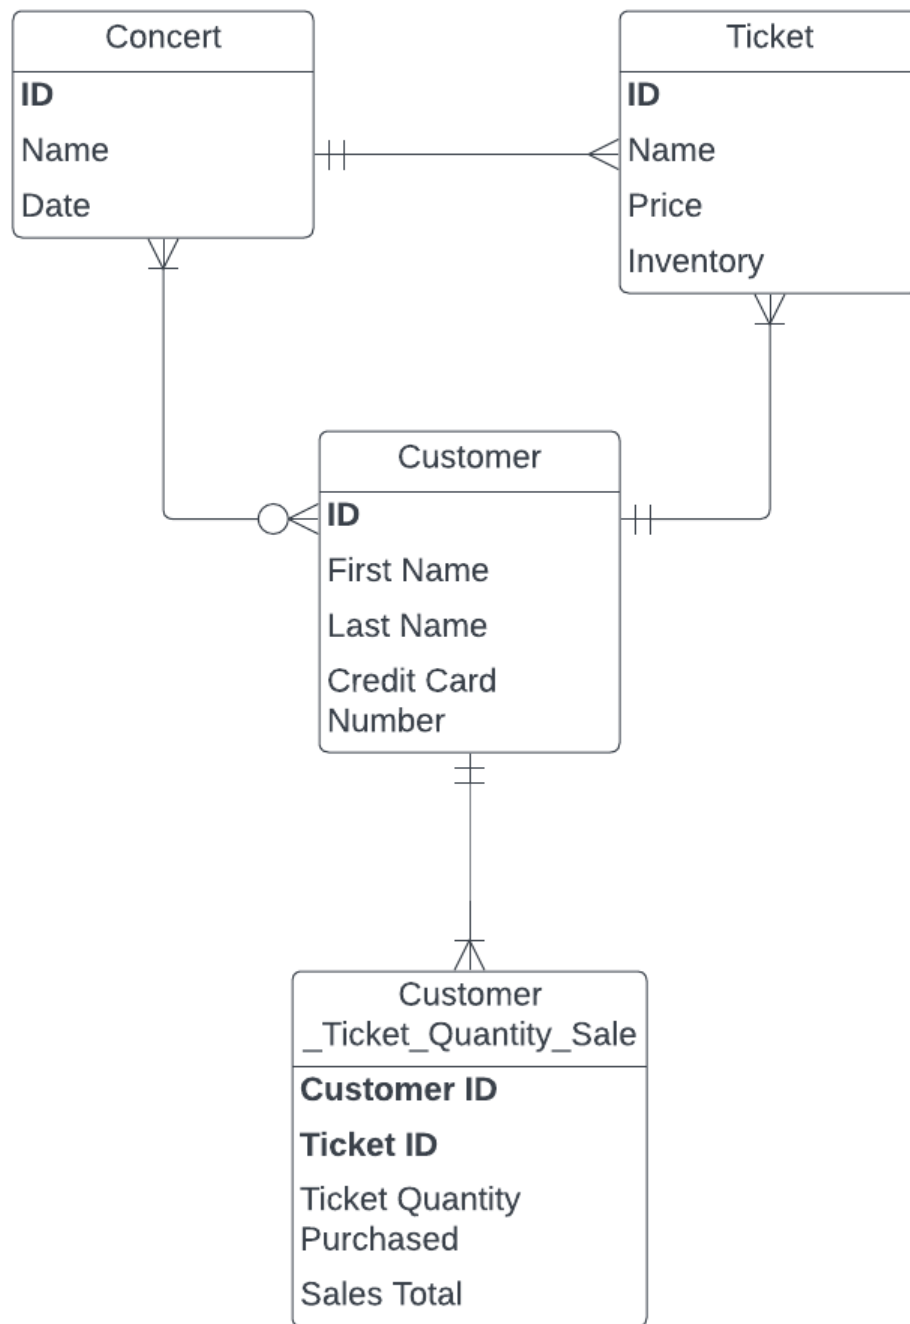 Concert
ID
Name
Date
Ticket
ID
Name
Price
Inventory
Customer
ID
First Name
Last Name
Credit Card
Number
Customer
_Ticket_Quantity_Sale
Customer ID
Ticket ID
Ticket Quantity
Purchased
Sales Total